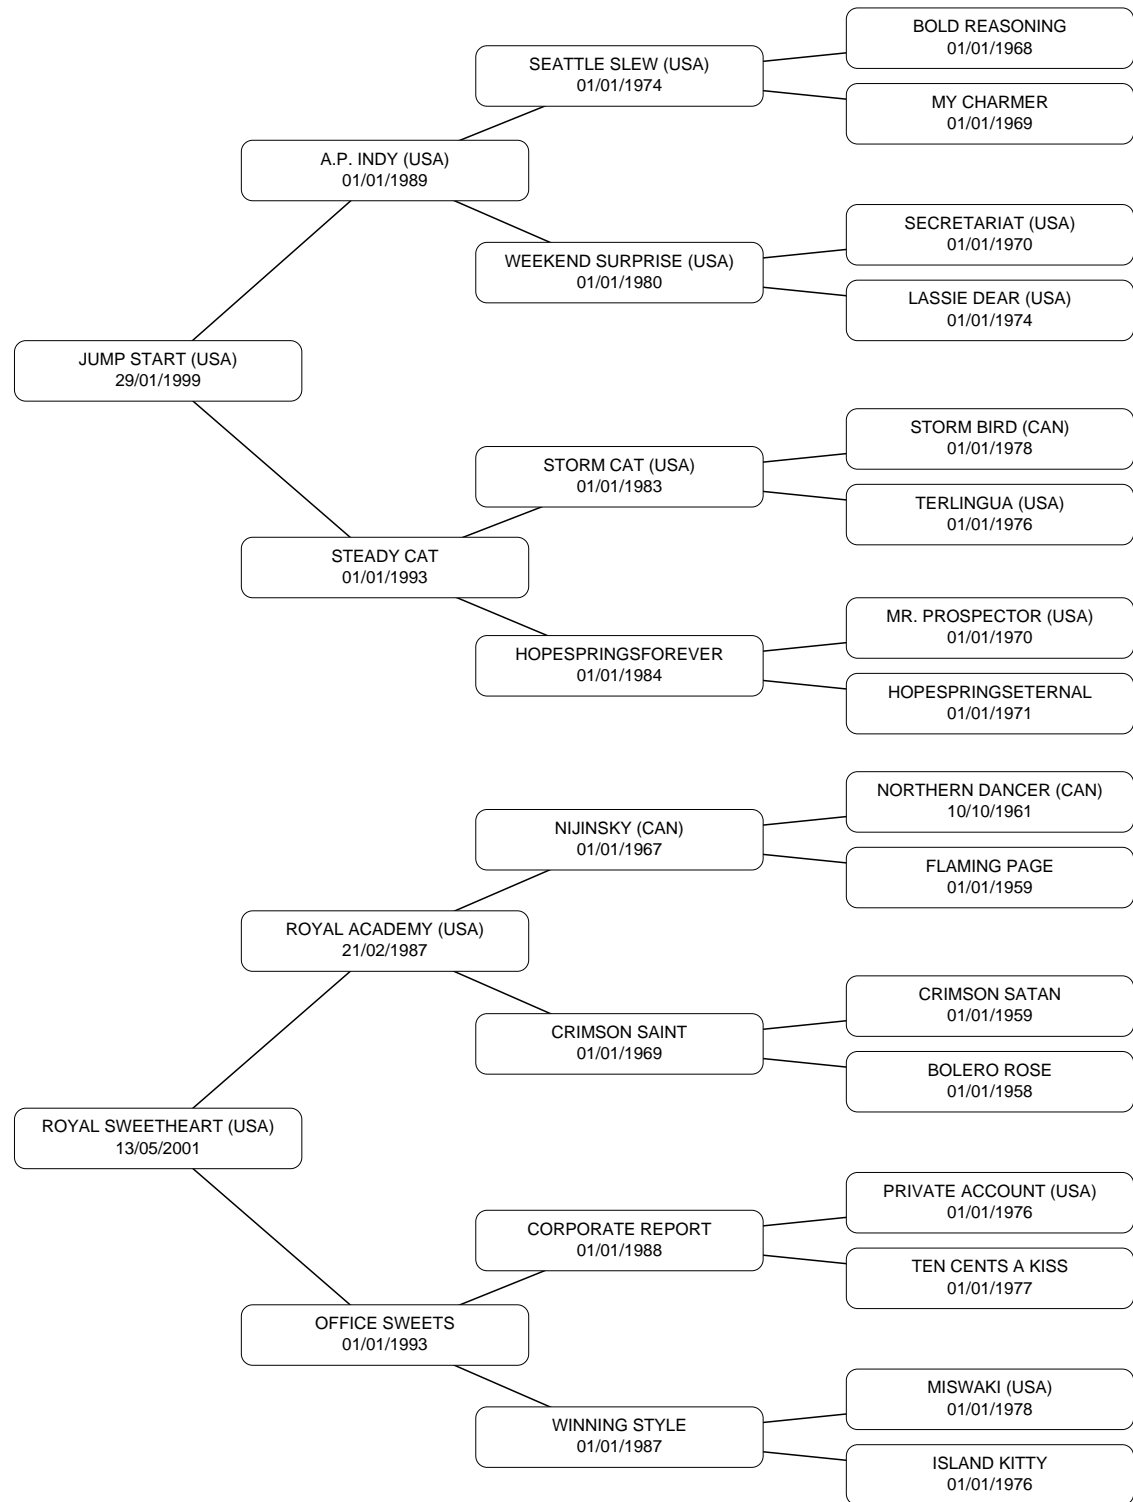 BOLD REASONING
01/01/1968
SEATTLE SLEW (USA)
01/01/1974
MY CHARMER
01/01/1969
A.P. INDY (USA)
01/01/1989
SECRETARIAT (USA)
01/01/1970
WEEKEND SURPRISE (USA)
01/01/1980
LASSIE DEAR (USA)
01/01/1974
JUMP START (USA)
29/01/1999
STORM BIRD (CAN)
01/01/1978
STORM CAT (USA)
01/01/1983
TERLINGUA (USA)
01/01/1976
STEADY CAT
01/01/1993
MR. PROSPECTOR (USA)
01/01/1970
HOPESPRINGSFOREVER
01/01/1984
HOPESPRINGSETERNAL
01/01/1971
NORTHERN DANCER (CAN)
10/10/1961
NIJINSKY (CAN)
01/01/1967
FLAMING PAGE
01/01/1959
ROYAL ACADEMY (USA)
21/02/1987
CRIMSON SATAN
01/01/1959
CRIMSON SAINT
01/01/1969
BOLERO ROSE
01/01/1958
ROYAL SWEETHEART (USA)
13/05/2001
PRIVATE ACCOUNT (USA)
01/01/1976
CORPORATE REPORT
01/01/1988
TEN CENTS A KISS
01/01/1977
OFFICE SWEETS
01/01/1993
MISWAKI (USA)
01/01/1978
WINNING STYLE
01/01/1987
ISLAND KITTY
01/01/1976